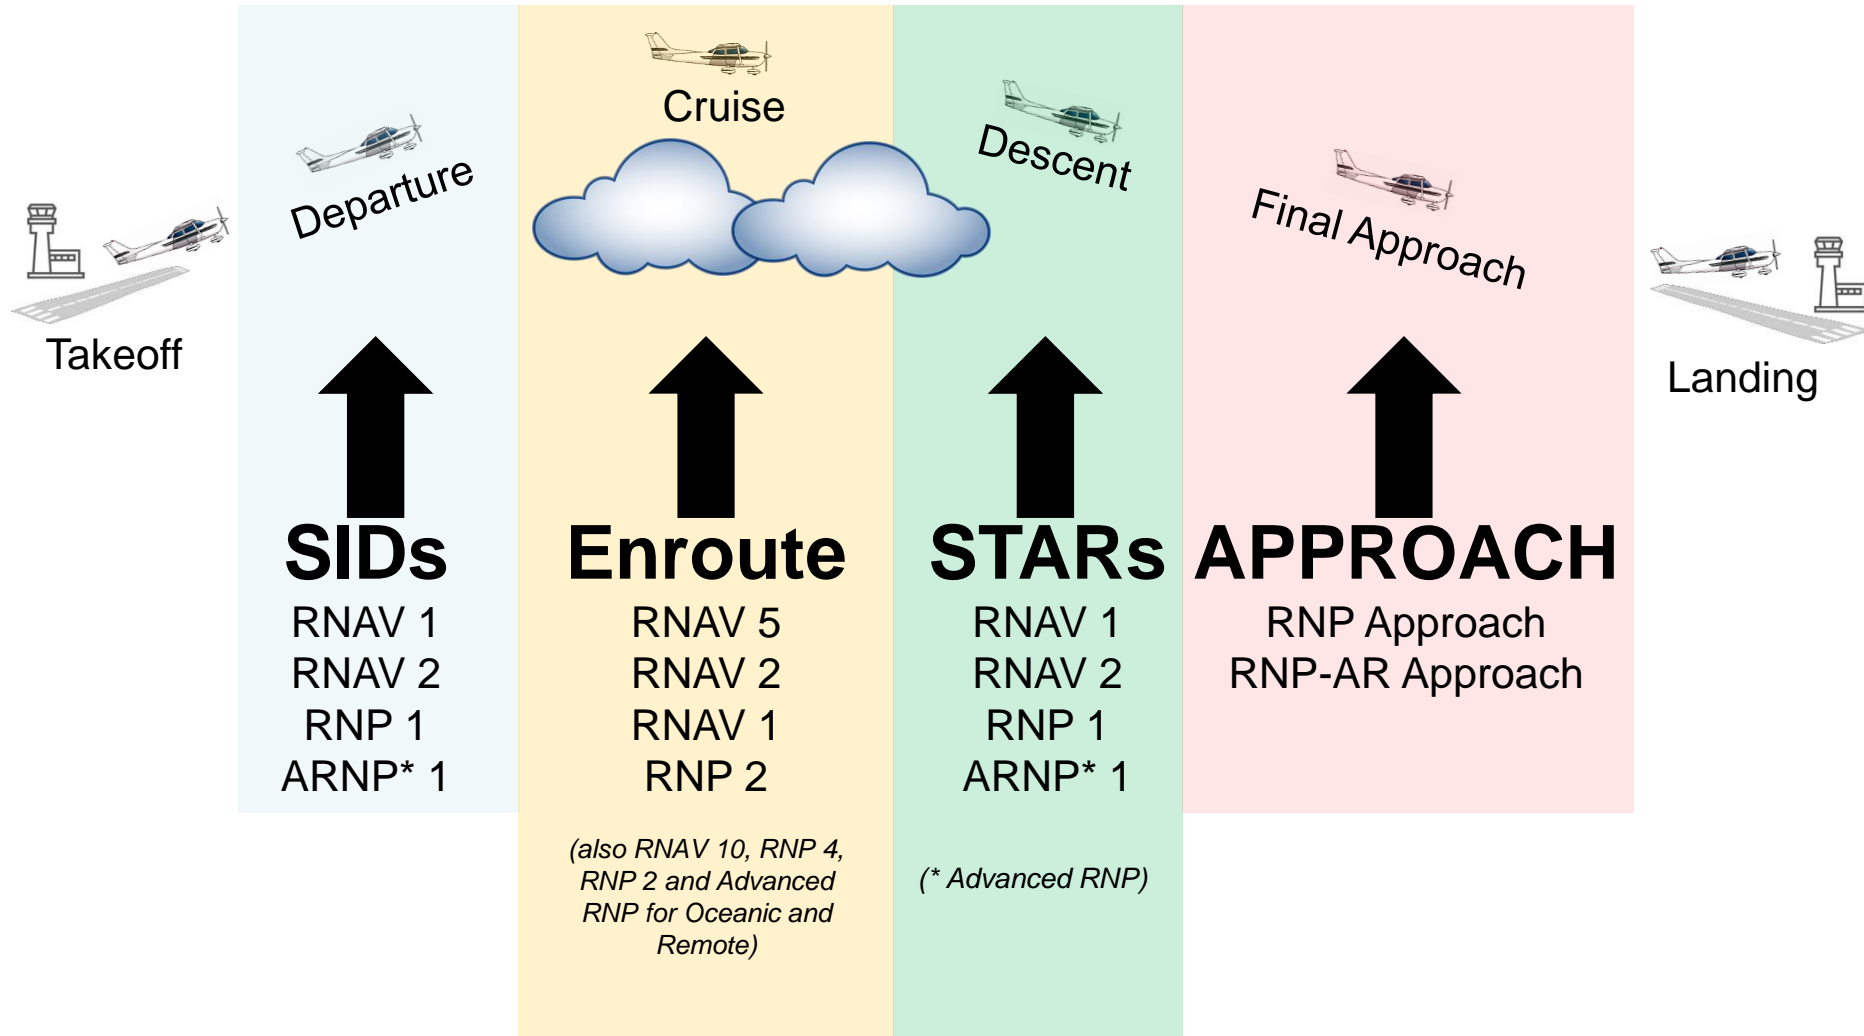 Takeoff
Departure
Cruise
Descent
Final Approach
Landing
SIDs
RNAV 1
RNAV 2
RNP 1
ARNP* 1
Enroute
RNAV 5
RNAV 2
RNAV 1
RNP 2
(also RNAV 10, RNP 4,
RNP 2 and Advanced
RNP for Oceanic and
Remote)
STARs
RNAV 1
RNAV 2
RNP 1
ARNP* 1
(* Advanced RNP)
APPROACH
RNP Approach
RNP-AR Approach